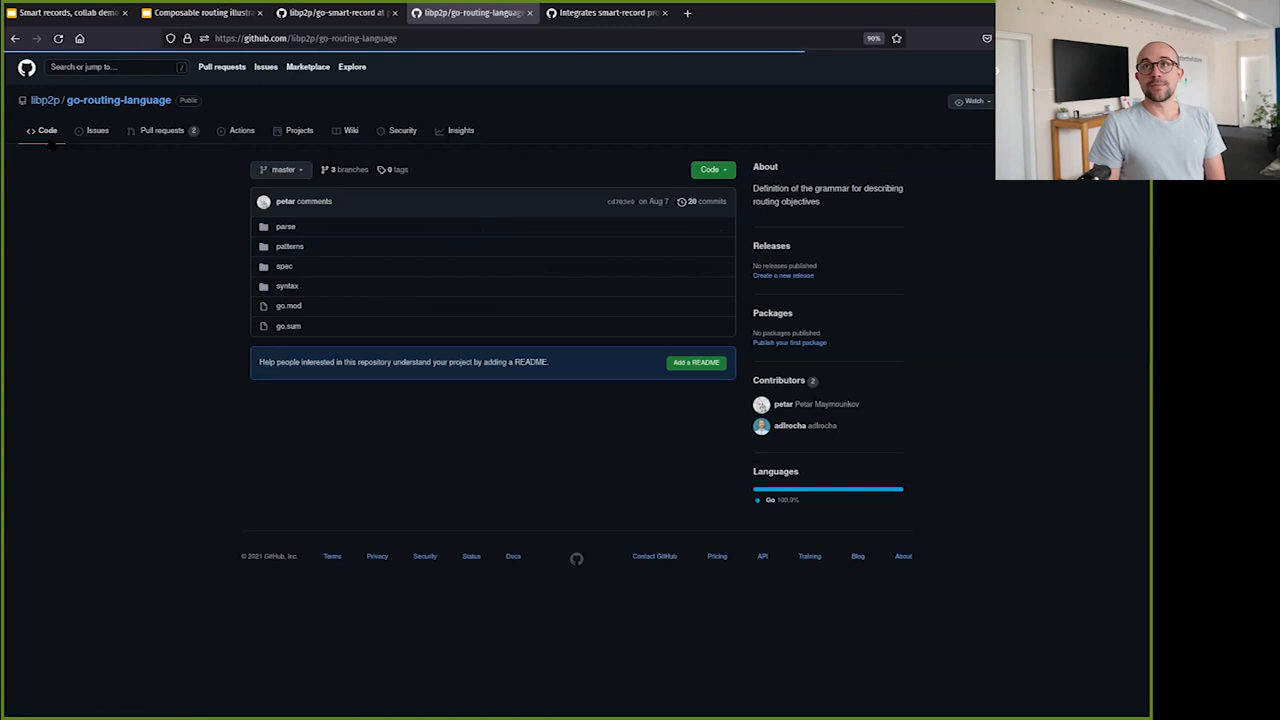 Smart records, collab demo
Composable routing illustra
libp2p/go-smart-record at p
libp2p/go-routing-language
Integrates smart-record pro
https://github.com/libp2p/go-routing-language
90%
Search or jump to…
/
Pull requests
Issues
Marketplace
Explore
libp2p / go-routing-language
Public
Watch
Code
Issues
Pull requests 2
Actions
Projects
Wiki
Security
Insights
master
3 branches
0 tags
Code
petar comments
cd703e9 on Aug 7
20 commits
parse
patterns
spec
syntax
go.mod
go.sum
Help people interested in this repository understand your project by adding a README.
Add a README
About
Definition of the grammar for describing
routing objectives
Releases
No releases published
Create a new release
Packages
No packages published
Publish your first package
Contributors 2
petar Petar Maymounkov
adlrocha adlrocha
Languages
Go 100.0%
© 2021 GitHub, Inc.
Terms
Privacy
Security
Status
Docs
Contact GitHub
Pricing
API
Training
Blog
About